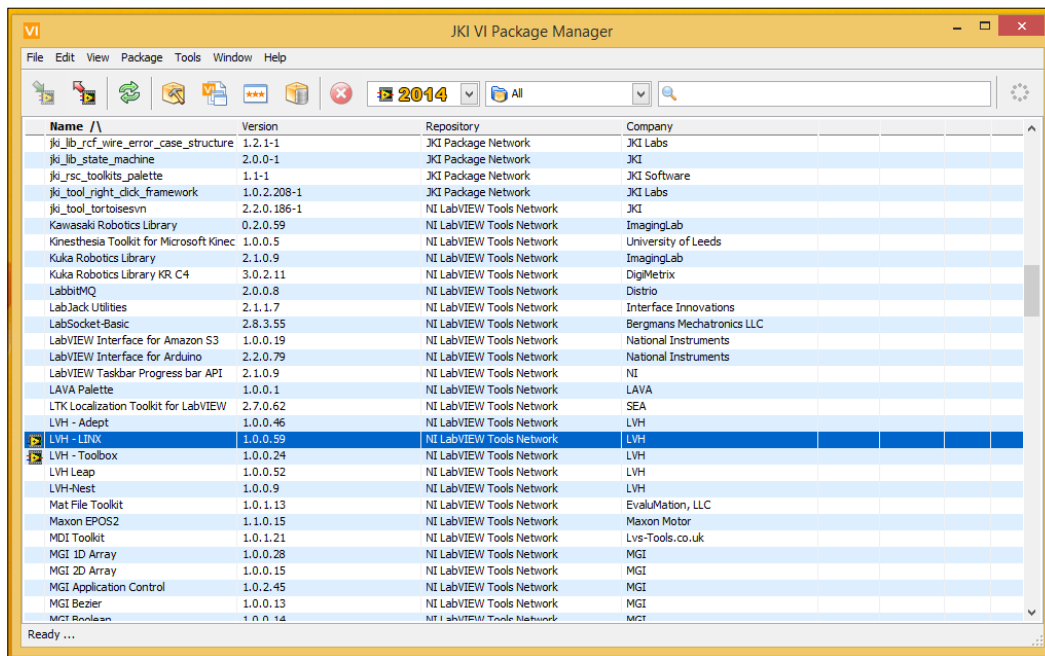 VI JKI VI Package Manager
File Edit View Package Tools Window Help
2014 All
Name /\ Version Repository Company
jki_lib_rcf_wire_error_case_structure 1.2.1-1 JKI Package Network JKI Labs
jki_lib_state_machine 2.0.0-1 JKI Package Network JKI
jki_rsc_toolkits_palette 1.1-1 JKI Package Network JKI Software
jki_tool_right_click_framework 1.0.2.208-1 JKI Package Network JKI Labs
jki_tool_tortoisesvn 2.2.0.186-1 NI LabVIEW Tools Network JKI
Kawasaki Robotics Library 0.2.0.59 NI LabVIEW Tools Network ImagingLab
Kinesthesia Toolkit for Microsoft Kinec 1.0.0.5 NI LabVIEW Tools Network University of Leeds
Kuka Robotics Library 2.1.0.9 NI LabVIEW Tools Network ImagingLab
Kuka Robotics Library KR C4 3.0.2.11 NI LabVIEW Tools Network DigiMetrix
LabbitMQ 2.0.0.8 NI LabVIEW Tools Network Distrio
LabJack Utilities 2.1.1.7 NI LabVIEW Tools Network Interface Innovations
LabSocket-Basic 2.8.3.55 NI LabVIEW Tools Network Bergmans Mechatronics LLC
LabVIEW Interface for Amazon S3 1.0.0.19 NI LabVIEW Tools Network National Instruments
LabVIEW Interface for Arduino 2.2.0.79 NI LabVIEW Tools Network National Instruments
LabVIEW Taskbar Progress bar API 2.1.0.9 NI LabVIEW Tools Network NI
LAVA Palette 1.0.0.1 NI LabVIEW Tools Network LAVA
LTK Localization Toolkit for LabVIEW 2.7.0.62 NI LabVIEW Tools Network SEA
LVH - Adept 1.0.0.46 NI LabVIEW Tools Network LVH
LVH - LINX 1.0.0.59 NI LabVIEW Tools Network LVH
LVH - Toolbox 1.0.0.24 NI LabVIEW Tools Network LVH
LVH Leap 1.0.0.52 NI LabVIEW Tools Network LVH
LVH-Nest 1.0.0.9 NI LabVIEW Tools Network LVH
Mat File Toolkit 1.0.1.13 NI LabVIEW Tools Network EvaluMation, LLC
Maxon EPOS2 1.1.0.15 NI LabVIEW Tools Network Maxon Motor
MDI Toolkit 1.0.1.21 NI LabVIEW Tools Network Lvs-Tools.co.uk
MGI 1D Array 1.0.0.28 NI LabVIEW Tools Network MGI
MGI 2D Array 1.0.0.15 NI LabVIEW Tools Network MGI
MGI Application Control 1.0.2.45 NI LabVIEW Tools Network MGI
MGI Bezier 1.0.0.13 NI LabVIEW Tools Network MGI
MGI Boolean 1.0.0.14 NI LabVIEW Tools Network MGI
Ready ...